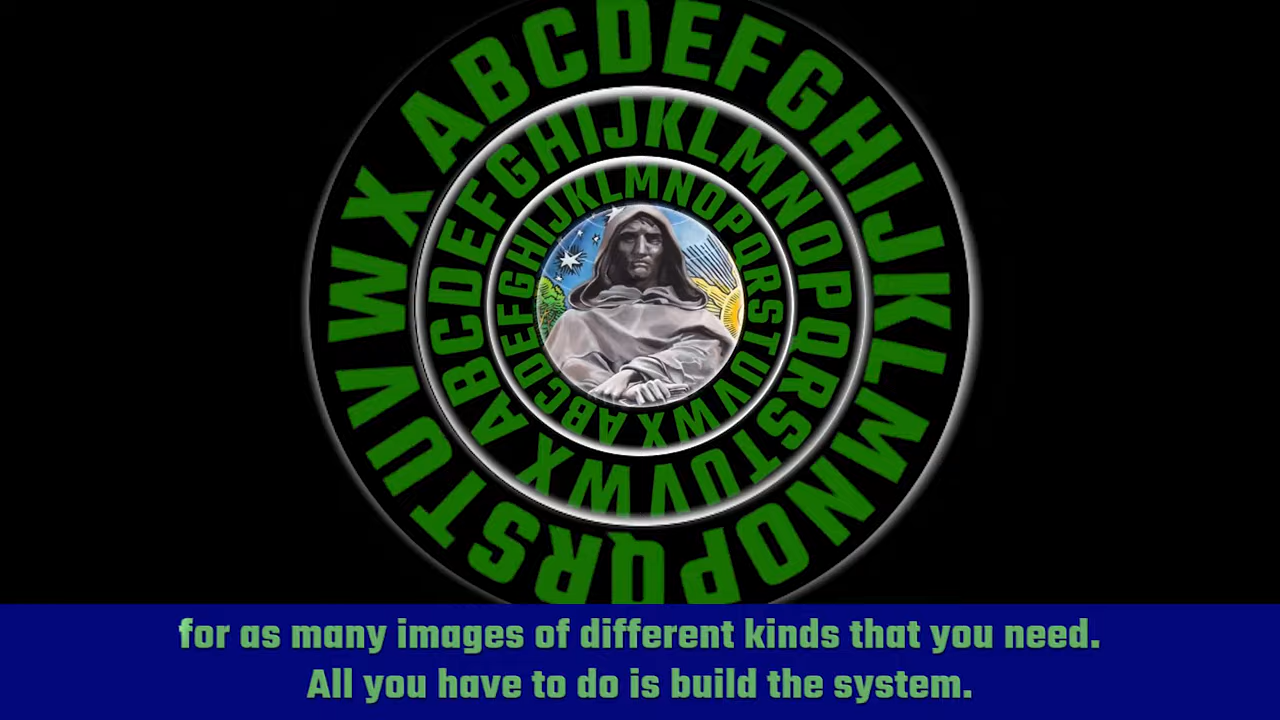 ABCDEFGHIJKLMNOPQRSTUVWX
ABCDEFGHIJKLMNOPQRSTUVWX
ABCDEFGHIJKLMNOPQRSTUVWX
for as many images of different kinds that you need.
All you have to do is build the system.